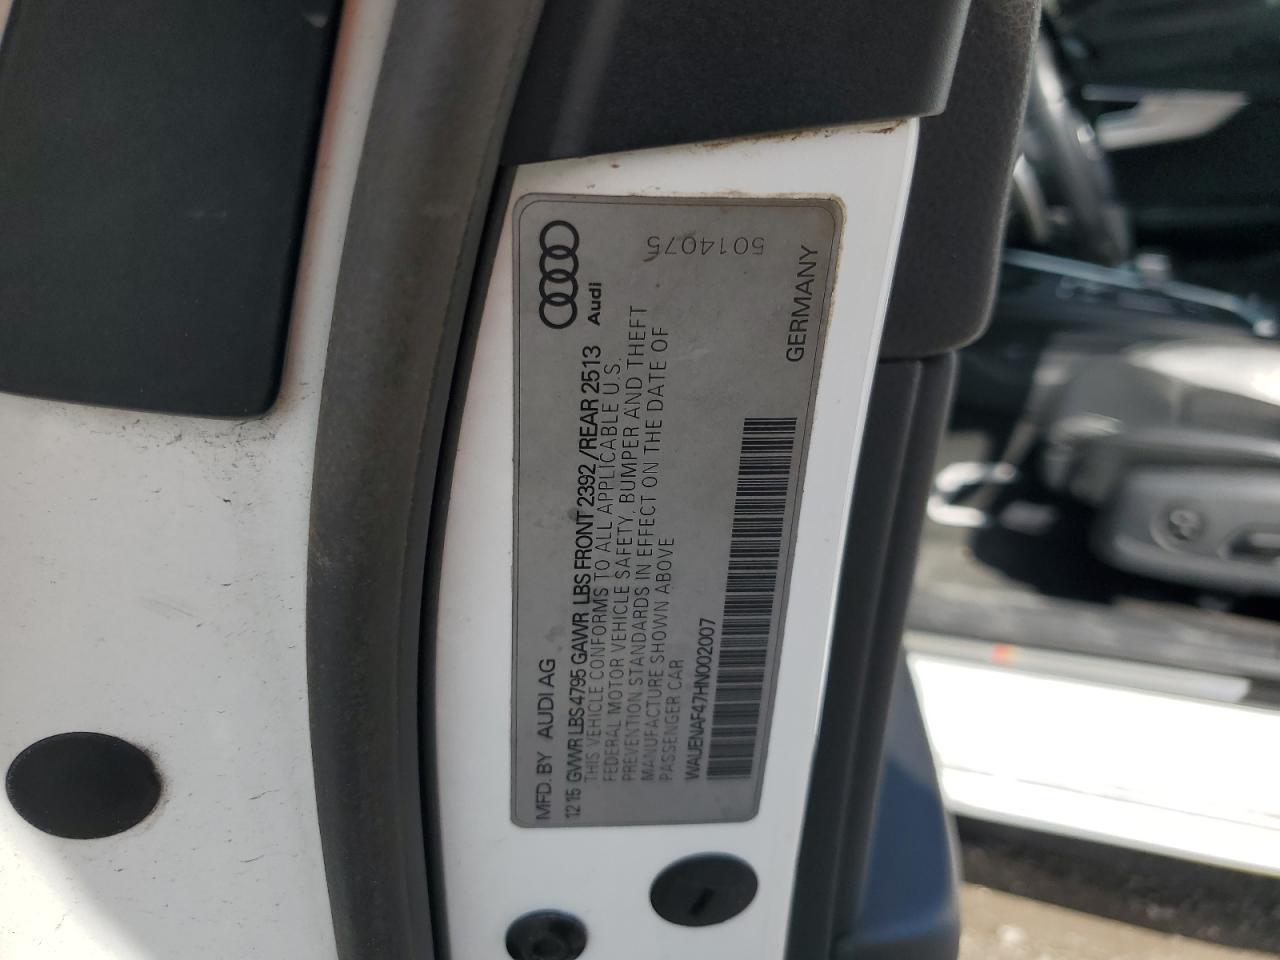 MFD. BY AUDI AG
Audi
12 15 GVWR LBS 4795 GAWR LBS FRONT 2392/REAR 2513
THIS VEHICLE CONFORMS TO ALL APPLICABLE U.S.
FEDERAL MOTOR VEHICLE SAFETY, BUMPER AND THEFT
PREVENTION STANDARDS IN EFFECT ON THE DATE OF
MANUFACTURE SHOWN ABOVE
PASSENGER CAR
5014075
WAUENAF47HN002007
GERMANY